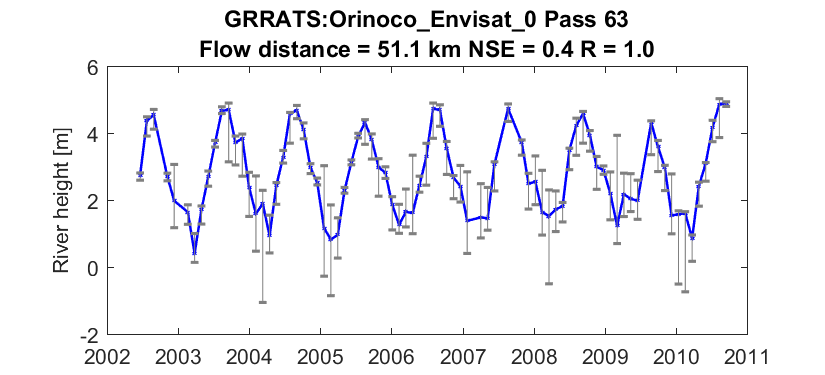 GRRATS:Orinoco_Envisat_0 Pass 63
Flow distance = 51.1 km NSE = 0.4 R = 1.0
River height [m]
6
4
2
0
-2
2002 2003 2004 2005 2006 2007 2008 2009 2010 2011